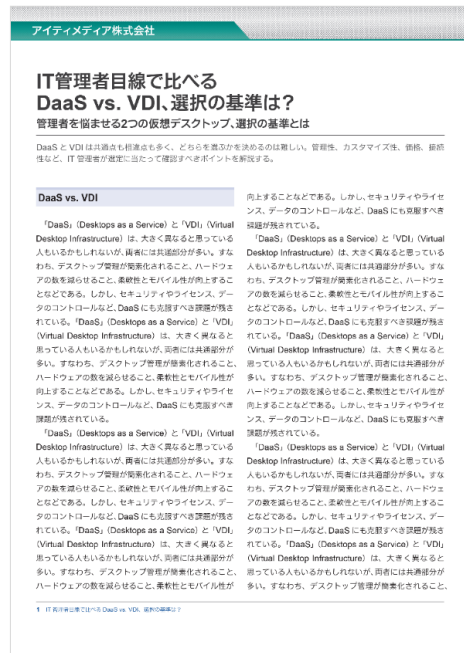 アイティメディア株式会社
IT管理者目線で比べる
DaaS vs. VDI、選択の基準は？
管理者を悩ませる2つの仮想デスクトップ、選択の基準とは
DaaS と VDI は共通点も相違点も多く、どちらを選ぶかを決めるのは難しい。管理性、カスタマイズ性、価格、接続
性など、IT 管理者が選定に当たって確認すべきポイントを解説する。
DaaS vs. VDI
「DaaS」（Desktops as a Service）と「VDI」（Virtual
Desktop Infrastructure）は、大きく異なると思っている
人もいるかもしれないが、両者には共通部分が多い。すな
わち、デスクトップ管理が簡素化されること、ハードウェ
アの数を減らせること、柔軟性とモバイル性が向上するこ
となどである。しかし、セキュリティやライセンス、デー
タのコントロールなど、DaaS にも克服すべき課題が残さ
れている。「DaaS」（Desktops as a Service）と「VDI」
（Virtual Desktop Infrastructure）は、大きく異なると
思っている人もいるかもしれないが、両者には共通部分が
多い。すなわち、デスクトップ管理が簡素化されること、
ハードウェアの数を減らせること、柔軟性とモバイル性が
向上することなどである。しかし、セキュリティやライセ
ンス、データのコントロールなど、DaaS にも克服すべき
課題が残されている。
「DaaS」（Desktops as a Service）と「VDI」（Virtual
Desktop Infrastructure）は、大きく異なると思っている
人もいるかもしれないが、両者には共通部分が多い。すな
わち、デスクトップ管理が簡素化されること、ハードウェ
アの数を減らせること、柔軟性とモバイル性が向上するこ
となどである。しかし、セキュリティやライセンス、デー
タのコントロールなど、DaaS にも克服すべき課題が残さ
れている。「DaaS」（Desktops as a Service）と「VDI」
（Virtual Desktop Infrastructure）は、大きく異なると
思っている人もいるかもしれないが、両者には共通部分が
多い。すなわち、デスクトップ管理が簡素化されること、
ハードウェアの数を減らせること、柔軟性とモバイル性が
向上することなどである。しかし、セキュリティやライセ
ンス、データのコントロールなど、DaaS にも克服すべき
課題が残されている。
「DaaS」（Desktops as a Service）と「VDI」（Virtual
Desktop Infrastructure）は、大きく異なると思っている
人もいるかもしれないが、両者には共通部分が多い。すな
わち、デスクトップ管理が簡素化されること、ハードウェ
アの数を減らせること、柔軟性とモバイル性が向上するこ
となどである。しかし、セキュリティやライセンス、デー
タのコントロールなど、DaaS にも克服すべき課題が残さ
れている。「DaaS」（Desktops as a Service）と「VDI」
（Virtual Desktop Infrastructure）は、大きく異なると
思っている人もいるかもしれないが、両者には共通部分が
多い。すなわち、デスクトップ管理が簡素化されること、
ハードウェアの数を減らせること、柔軟性とモバイル性が
向上することなどである。しかし、セキュリティやライセ
ンス、データのコントロールなど、DaaS にも克服すべき
課題が残されている。
「DaaS」（Desktops as a Service）と「VDI」（Virtual
Desktop Infrastructure）は、大きく異なると思っている
人もいるかもしれないが、両者には共通部分が多い。すな
わち、デスクトップ管理が簡素化されること、ハードウェ
アの数を減らせること、柔軟性とモバイル性が向上するこ
となどである。しかし、セキュリティやライセンス、デー
タのコントロールなど、DaaS にも克服すべき課題が残さ
れている。「DaaS」（Desktops as a Service）と「VDI」
（Virtual Desktop Infrastructure）は、大きく異なると
思っている人もいるかもしれないが、両者には共通部分が
多い。すなわち、デスクトップ管理が簡素化されること、
1 IT 管理者目線で比べる DaaS vs. VDI、選択の基準は？